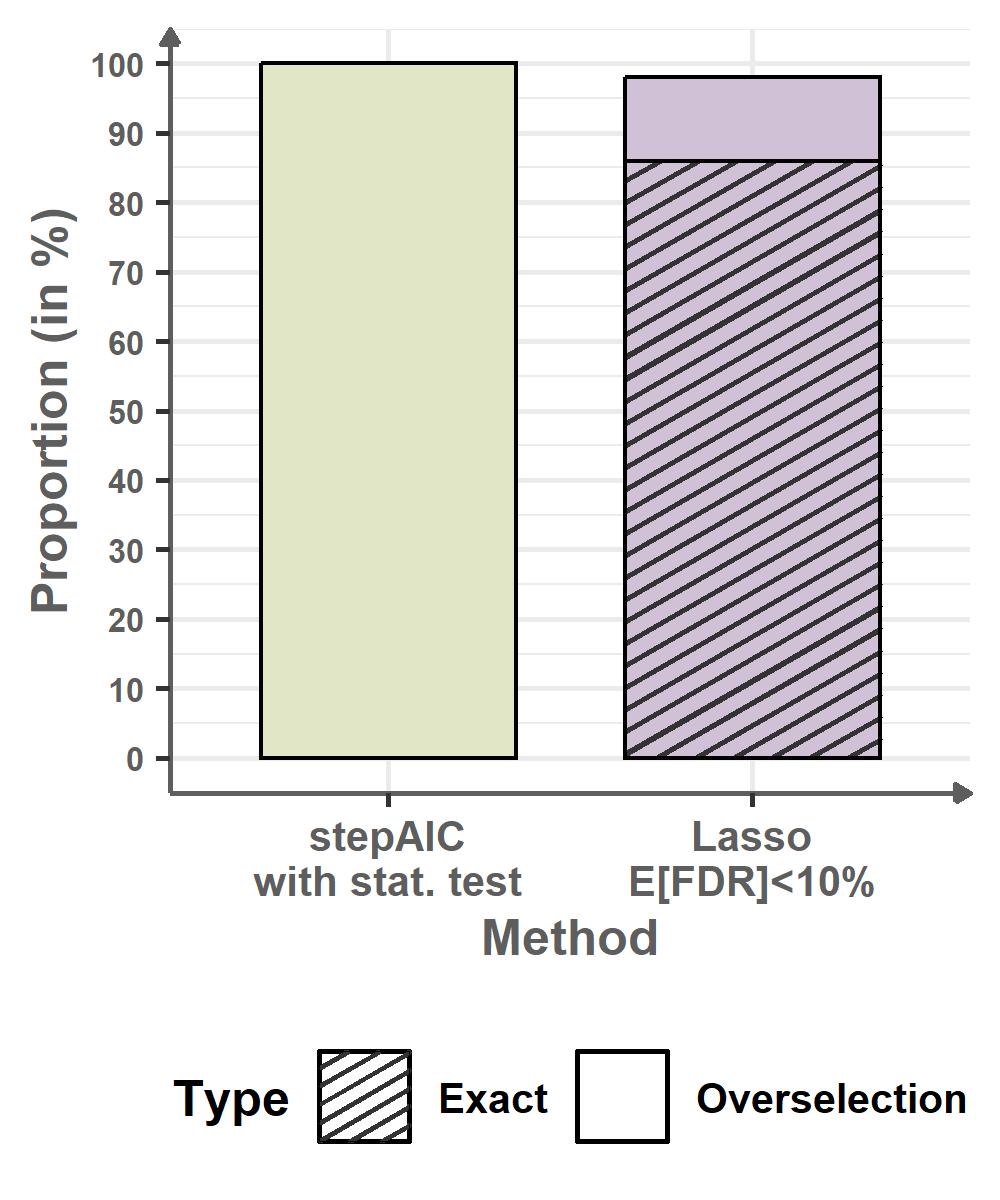 Proportion (in %)
100
90
80
70
60
50
40
30
20
10
0
stepAIC
with stat. test
Lasso
E[FDR]<10%
Method
Type
Exact
Overselection